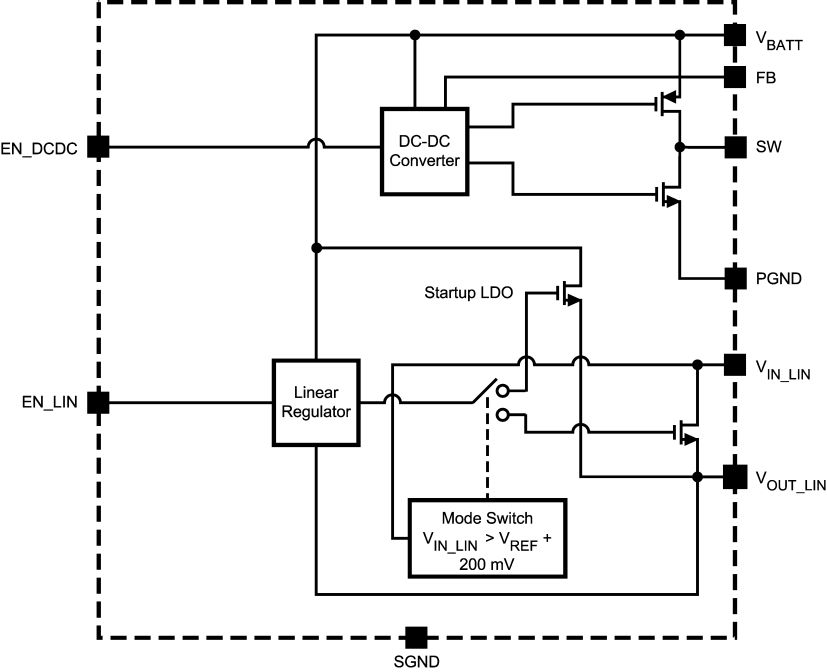 V_BATT
FB
EN_DCDC
DC-DC
Converter
SW
PGND
Startup LDO
V_IN_LIN
EN_LIN
Linear
Regulator
V_OUT_LIN
Mode Switch
V_IN_LIN > V_REF +
200 mV
SGND